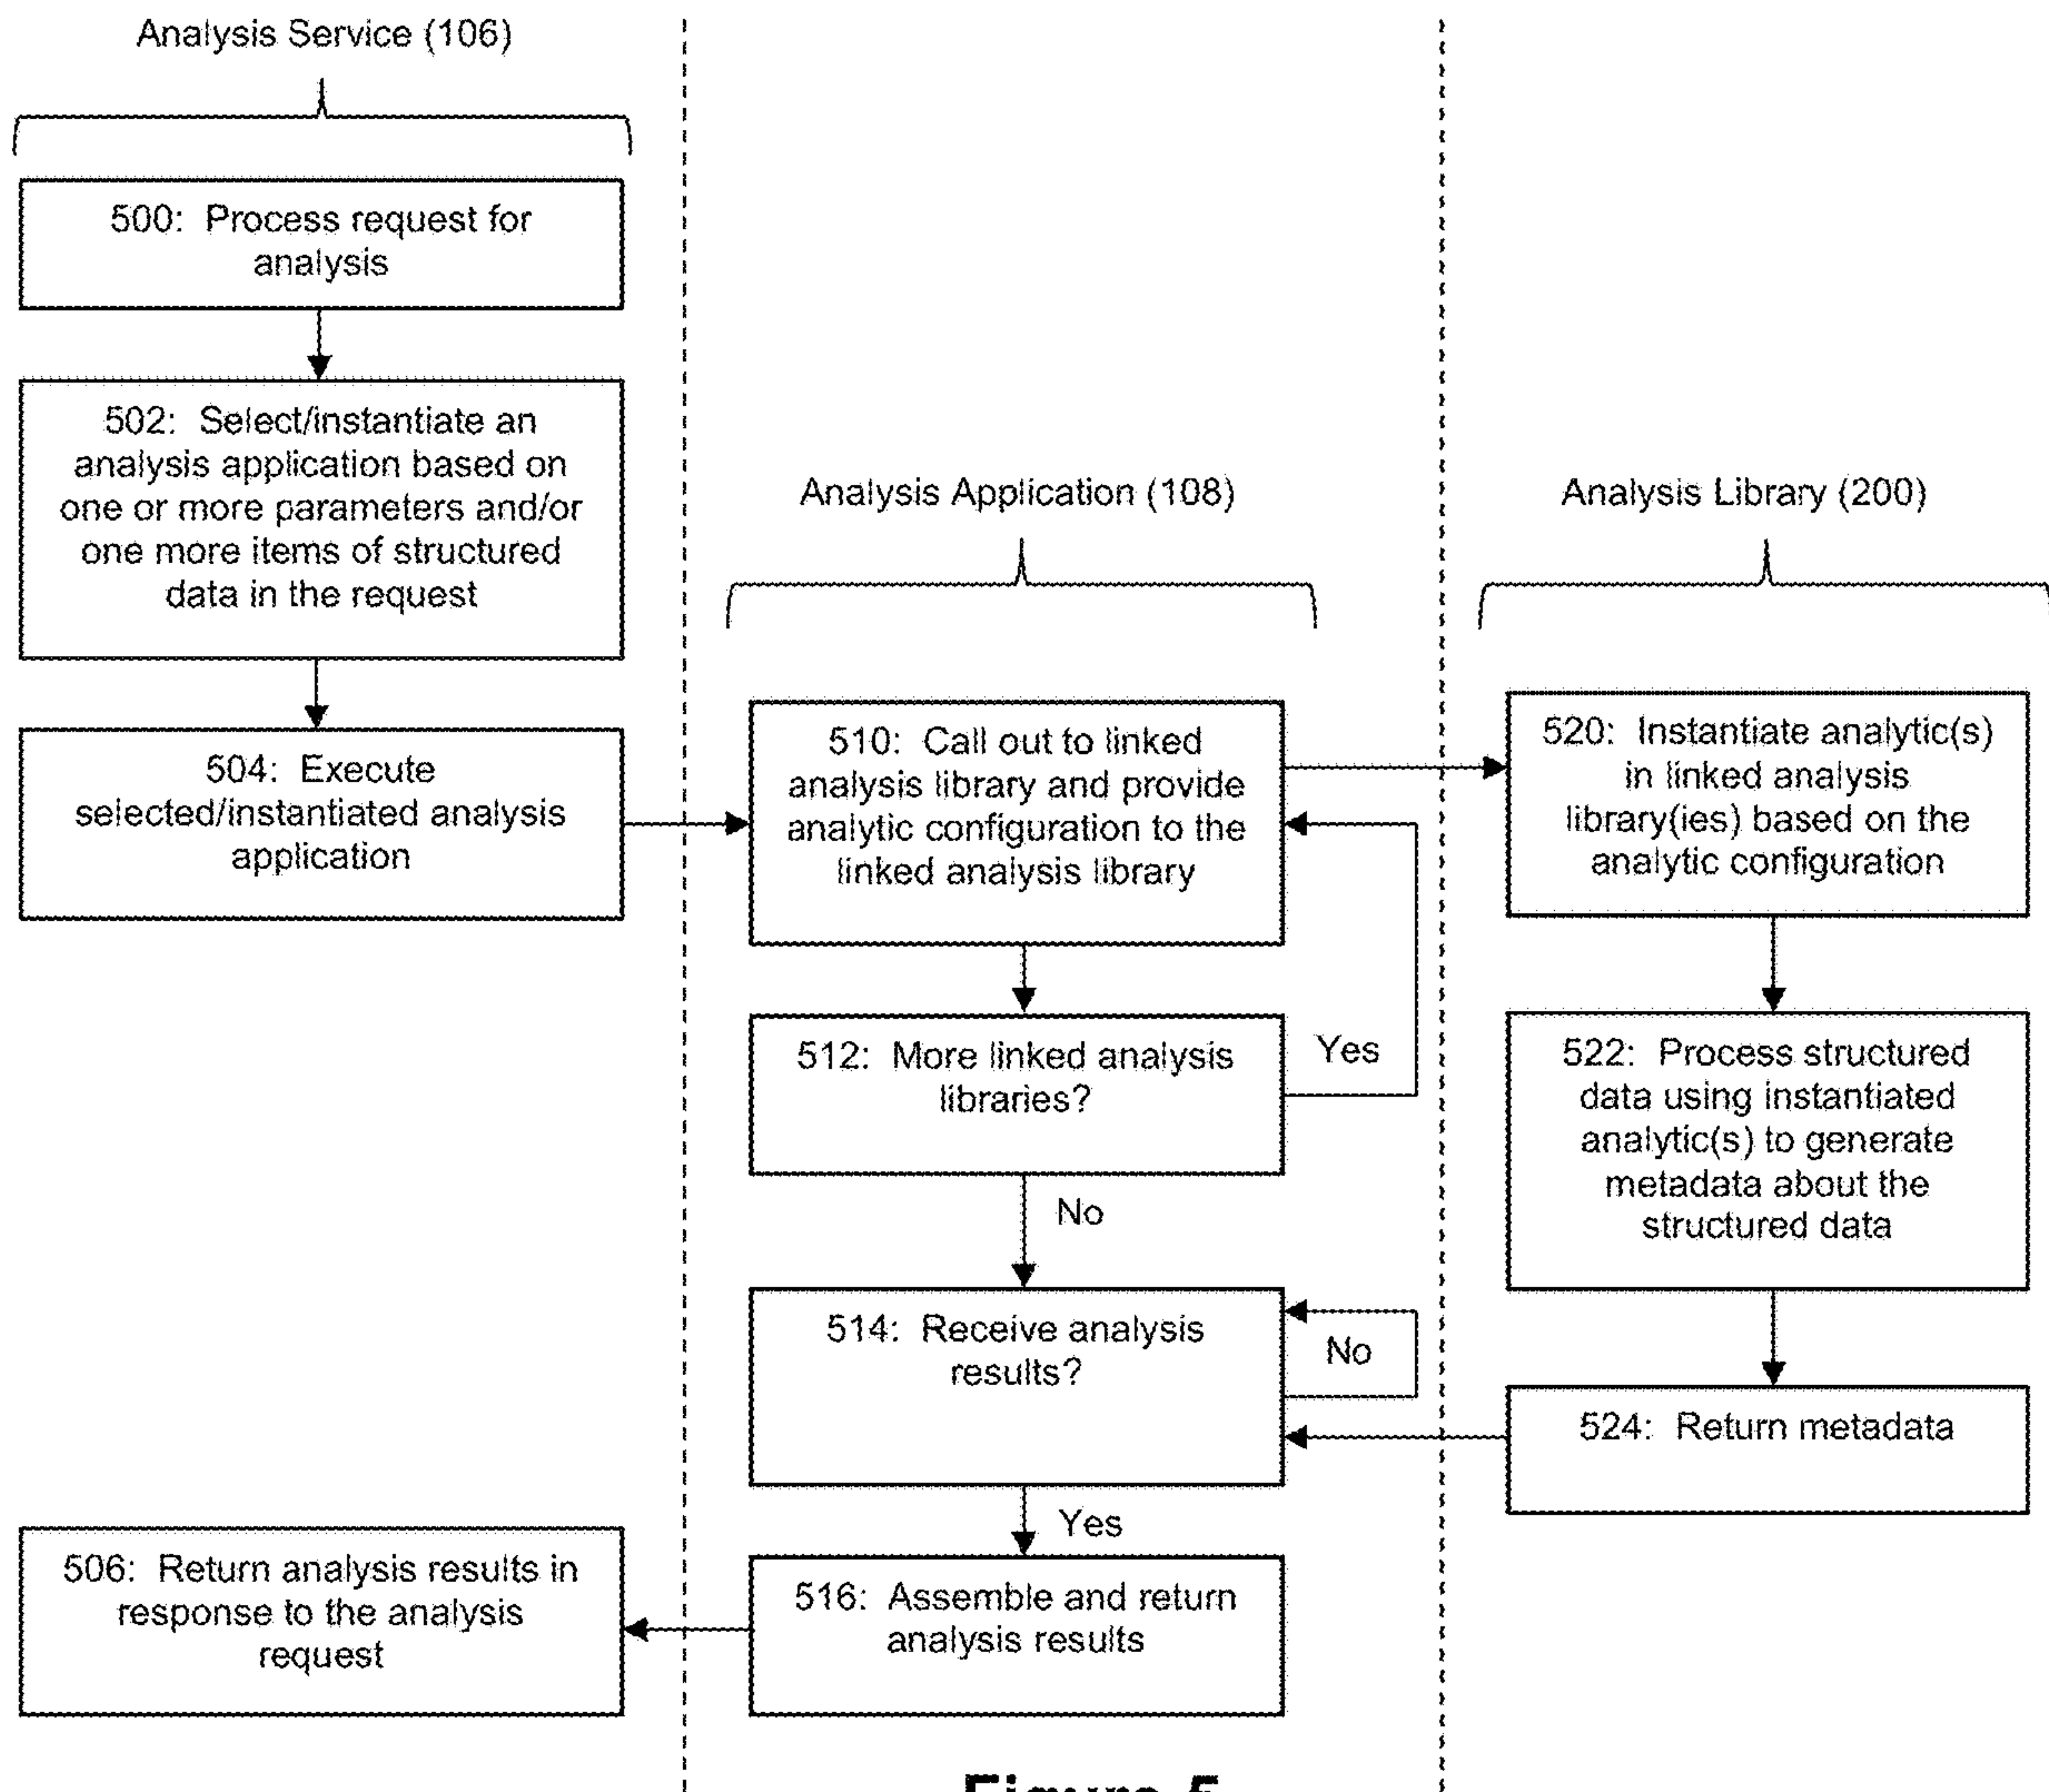 Analysis Service (106)
500: Process request for
analysis
502: Select/instantiate an
analysis application based on
one or more parameters and/or
one more items of structured
data in the request
504: Execute
selected/instantiated analysis
application
506: Return analysis results in
response to the analysis
request
Analysis Application (108)
510: Call out to linked
analysis library and provide
analytic configuration to the
linked analysis library
512: More linked analysis
libraries?
Yes
No
514: Receive analysis
results?
No
Yes
516: Assemble and return
analysis results
Analysis Library (200)
520: Instantiate analytic(s)
in linked analysis
library(ies) based on the
analytic configuration
522: Process structured
data using instantiated
analytic(s) to generate
metadata about the
structured data
524: Return metadata
Figure 5